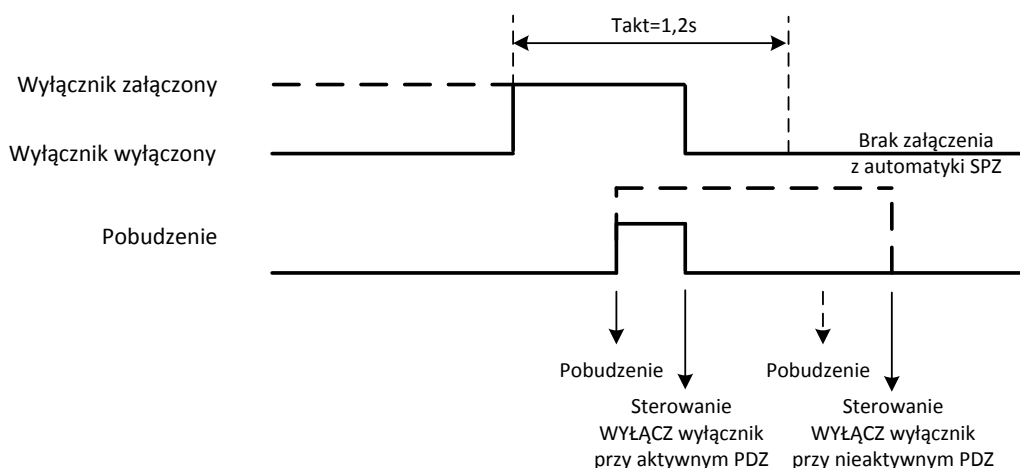 Takt=1,2s
Wyłącznik załączony
Wyłącznik wyłączony
Brak załączenia
z automatyki SPZ
Pobudzenie
Pobudzenie
Pobudzenie
Sterowanie
WYŁĄCZ wyłącznik
przy aktywnym PDZ
Sterowanie
WYŁĄCZ wyłącznik
przy nieaktywnym PDZ